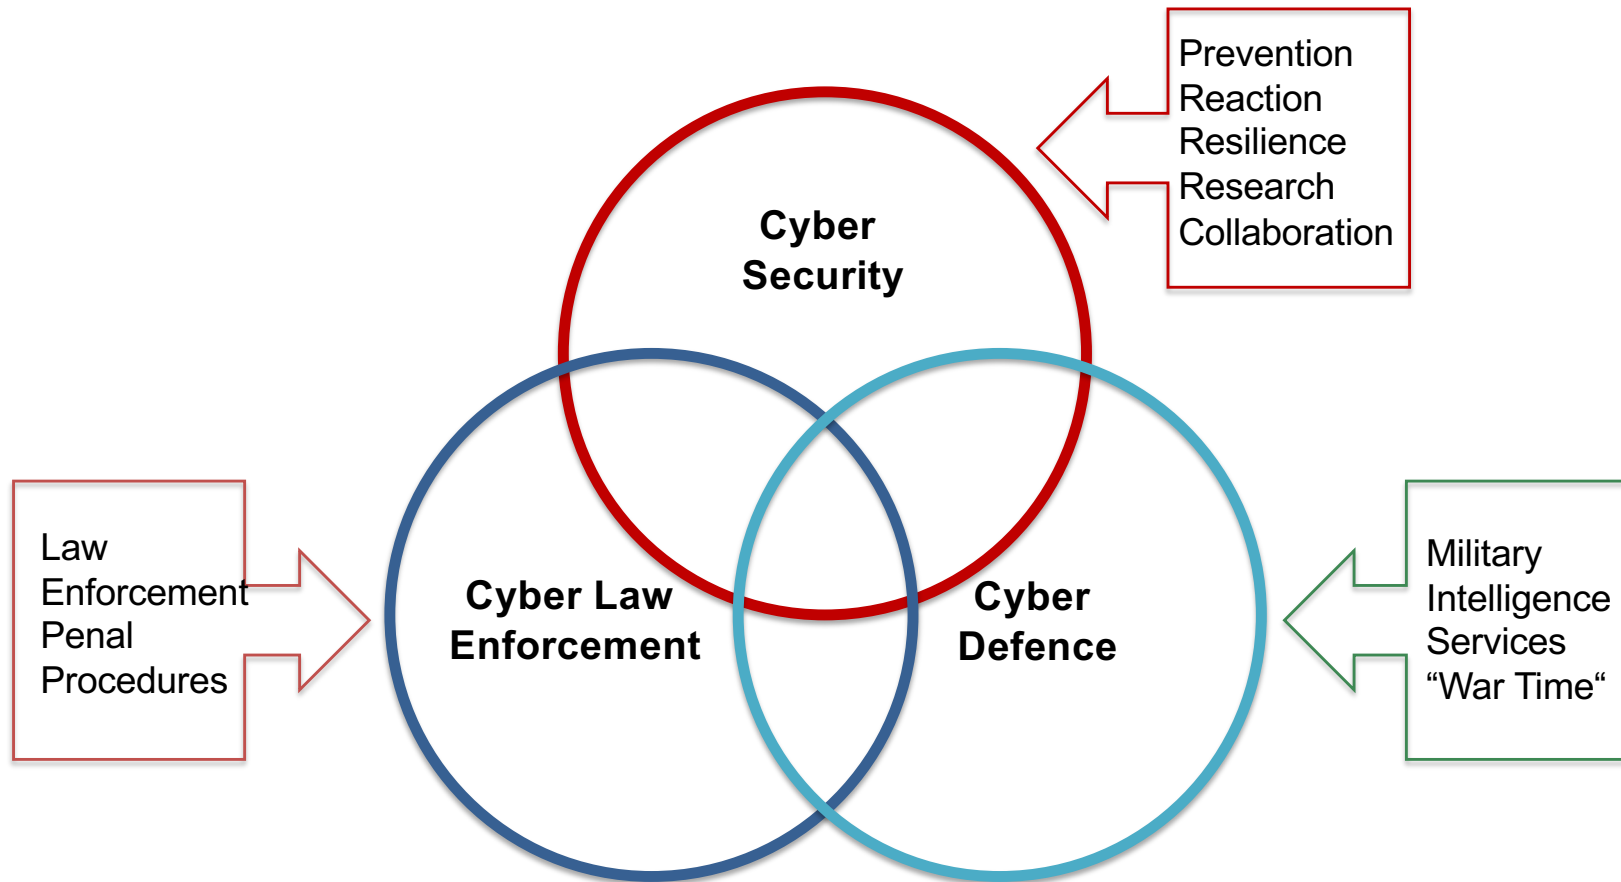 Prevention
Reaction
Resilience
Research
Collaboration
Cyber
Security
Law
Enforcement
Penal
Procedures
Cyber Law
Enforcement
Cyber
Defence
Military
Intelligence
Services
“War Time“